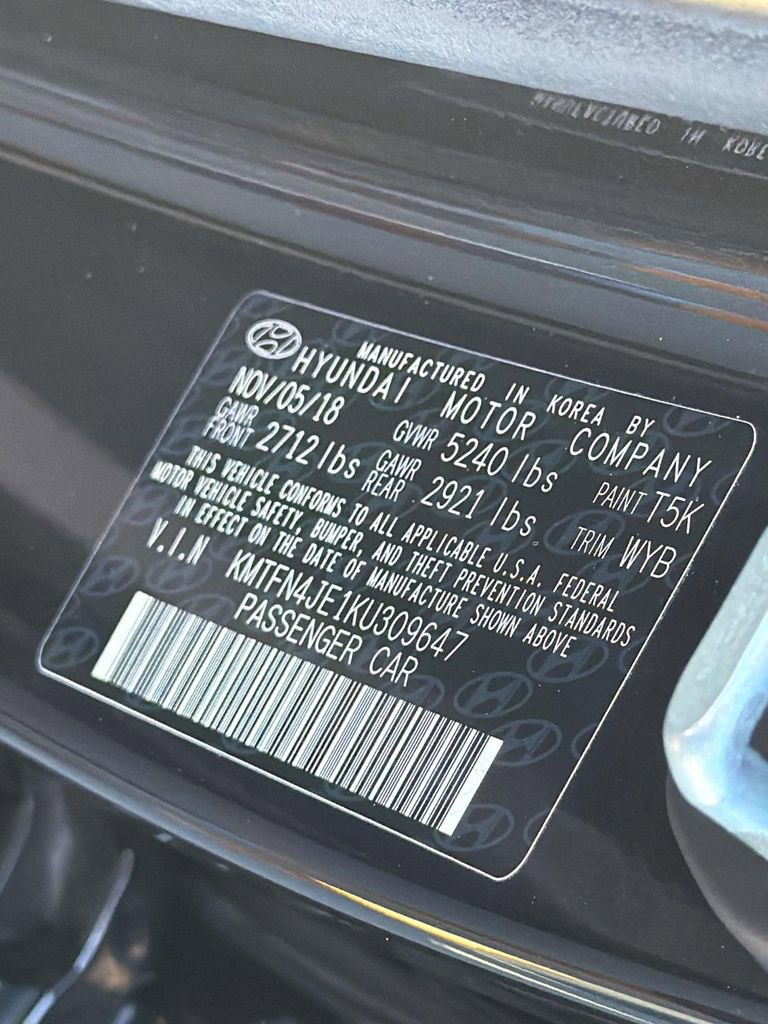 MANUFACTURED IN KOREA BY
HYUNDAI MOTOR COMPANY
NOV/05/18 GVWR 5240 lbs PAINT T5K
GAWR FRONT 2712 lbs GAWR REAR 2921 lbs TRIM WYB
THIS VEHICLE CONFORMS TO ALL APPLICABLE U.S.A. FEDERAL
MOTOR VEHICLE SAFETY, BUMPER, AND THEFT PREVENTION STANDARDS
IN EFFECT ON THE DATE OF MANUFACTURE SHOWN ABOVE
V.I.N KMTFN4JE1KU309647
PASSENGER CAR